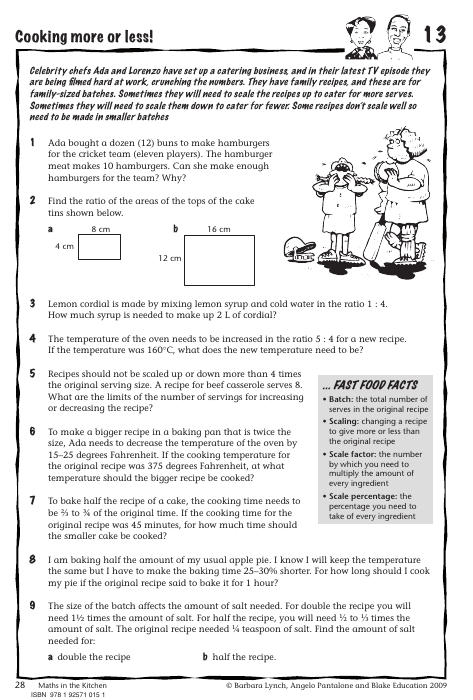 Cooking more or less!
13
Celebrity chefs Ada and Lorenzo have set up a catering business, and in their latest TV episode they
are being filmed hard at work, crunching the numbers. They have family recipes, and these are for
family-sized batches. Sometimes they will need to scale the recipes up to cater for more serves.
Sometimes they will need to scale them down to cater for fewer. Some recipes don't scale well so
need to be made in smaller batches
1 Ada bought a dozen (12) buns to make hamburgers
for the cricket team (eleven players). The hamburger
meat makes 10 hamburgers. Can she make enough
hamburgers for the team? Why?
2 Find the ratio of the areas of the tops of the cake
tins shown below.
a 8 cm b 16 cm
4 cm
12 cm
3 Lemon cordial is made by mixing lemon syrup and cold water in the ratio 1 : 4.
How much syrup is needed to make up 2 L of cordial?
4 The temperature of the oven needs to be increased in the ratio 5 : 4 for a new recipe.
If the temperature was 160°C, what does the new temperature need to be?
5 Recipes should not be scaled up or down more than 4 times
the original serving size. A recipe for beef casserole serves 8.
What are the limits of the number of servings for increasing
or decreasing the recipe?
6 To make a bigger recipe in a baking pan that is twice the
size, Ada needs to decrease the temperature of the oven by
15–25 degrees Fahrenheit. If the cooking temperature for
the original recipe was 375 degrees Fahrenheit, at what
temperature should the bigger recipe be cooked?
7 To bake half the recipe of a cake, the cooking time needs to
be ⅔ to ¾ of the original time. If the cooking time for the
original recipe was 45 minutes, for how much time should
the smaller cake be cooked?
... FAST FOOD FACTS
• Batch: the total number of
serves in the original recipe
• Scaling: changing a recipe
to give more or less than
the original recipe
• Scale factor: the number
by which you need to
multiply the amount of
every ingredient
• Scale percentage: the
percentage you need to
take of every ingredient
8 I am baking half the amount of my usual apple pie. I know I will keep the temperature
the same but I have to make the baking time 25–30% shorter. For how long should I cook
my pie if the original recipe said to bake it for 1 hour?
9 The size of the batch affects the amount of salt needed. For double the recipe you will
need 1½ times the amount of salt. For half the recipe, you will need ½ to ⅓ times the
amount of salt. The original recipe needed ¼ teaspoon of salt. Find the amount of salt
needed for:
a double the recipe b half the recipe.
28 Maths in the Kitchen © Barbara Lynch, Angelo Pantalone and Blake Education 2009
ISBN 978 1 92571 015 1